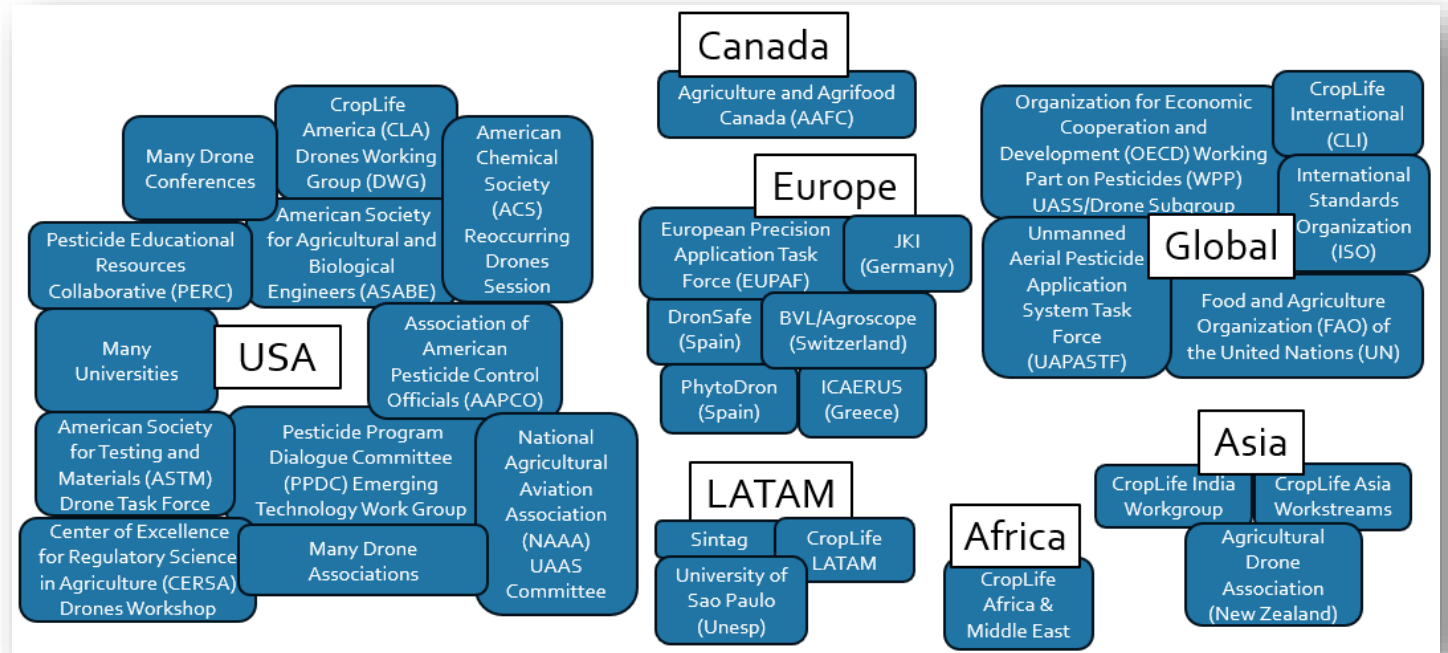 Canada
Agriculture and Agrifood
Canada (AAFC)
CropLife
America (CLA)
Drones Working
Group (DWG)
Many Drone
Conferences
American
Chemical
Society
(ACS)
Reoccurring
Drones
Session
American Society
for Agricultural and
Biological
Engineers (ASABE)
Pesticide Educational
Resources
Collaborative (PERC)
Many
Universities
USA
Association of
American
Pesticide Control
Officials (AAPCO)
American Society
for Testing and
Materials (ASTM)
Drone Task Force
Pesticide Program
Dialogue Committee
(PPDC) Emerging
Technology Work Group
National
Agricultural
Aviation
Association
(NAAA)
UAAS
Committee
Center of Excellence
for Regulatory Science
in Agriculture (CERSA)
Drones Workshop
Many Drone
Associations
Europe
European Precision
Application Task
Force (EUPAF)
JKI
(Germany)
DronSafe
(Spain)
BVL/Agroscope
(Switzerland)
PhytoDron
(Spain)
ICAERUS
(Greece)
LATAM
Sintag
CropLife
LATAM
University of
Sao Paulo
(Unesp)
Organization for Economic
Cooperation and
Development (OECD) Working
Part on Pesticides (WPP)
UASS/Drone Subgroup
CropLife
International
(CLI)
International
Standards
Organization
(ISO)
Global
Unmanned
Aerial Pesticide
Application
System Task
Force
(UAPASTF)
Food and Agriculture
Organization (FAO) of
the United Nations (UN)
Africa
CropLife
Africa &
Middle East
Asia
CropLife India
Workgroup
CropLife Asia
Workstreams
Agricultural
Drone
Association
(New Zealand)